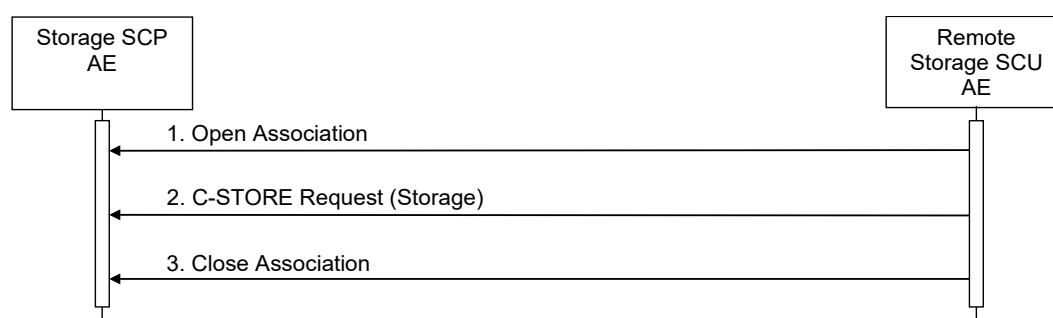 Storage SCP
AE
Remote
Storage SCU
AE
1. Open Association
2. C-STORE Request (Storage)
3. Close Association